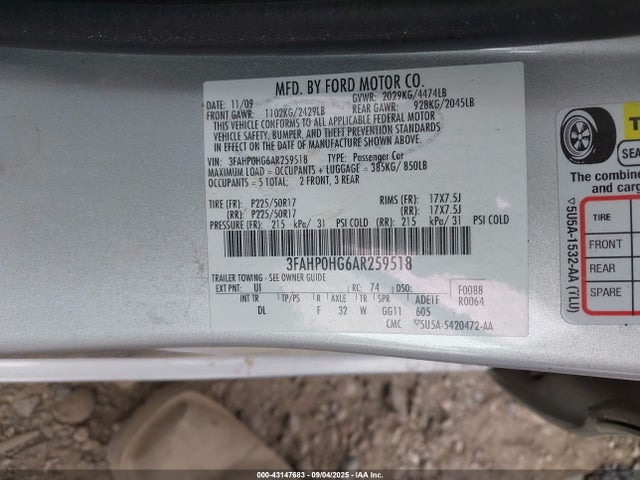 MFD. BY FORD MOTOR CO.
DATE: 11/09 GVWR: 2029KG/4474LB
FRONT GAWR: 1102KG/2429LB REAR GAWR: 928KG/2045LB
THIS VEHICLE CONFORMS TO ALL APPLICABLE FEDERAL MOTOR
VEHICLE SAFETY, BUMPER, AND THEFT PREVENTION STANDARDS
IN EFFECT ON THE DATE OF MANUFACTURE SHOWN ABOVE.
VIN: 3FAHP0HG6AR259518 TYPE: Passenger Car
MAXIMUM LOAD = OCCUPANTS + LUGGAGE = 385KG/ 850LB
OCCUPANTS = 5 TOTAL: 2 FRONT, 3 REAR
TIRE (FR): P225/50R17 RIMS (FR): 17X7.5J
(RR): P225/50R17 (RR): 17X7.5J
PRESSURE (FR): 215 kPa/ 31 PSI COLD (RR): 215 kPa/ 31 PSI COLD
3FAHP0HG6AR259518
TRAILER TOWING - SEE OWNER GUIDE
EXT PNT: UI RC: 74 DSO: F0088
R0064
INT TR TP/PS R AXLE TR SPR ADE1F
DL F 32 W GG11 605
CMC ▽5U5A-5420472-AA
T
SEA
The combine
and carg
TIRE
FRONT
REAR
SPARE
▽5U5A-1532-AA (7LU)
000-43147683 - 09/04/2025 - IAA Inc.